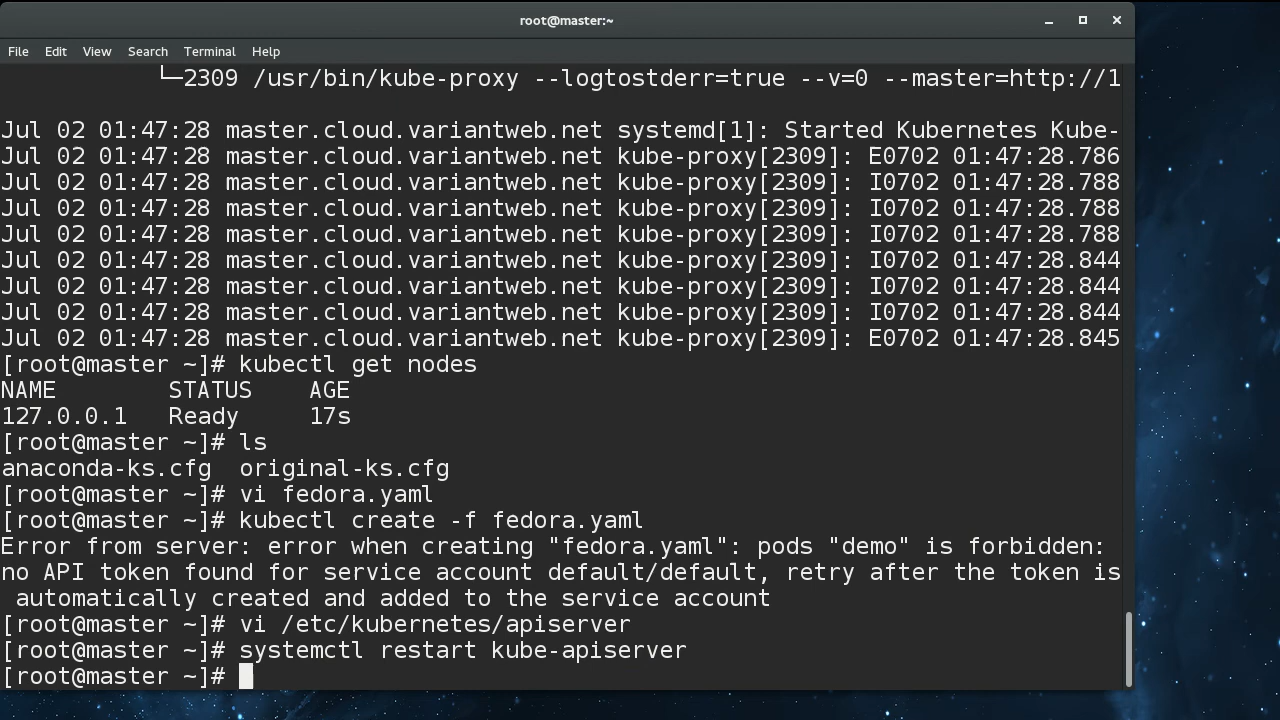 root@master:~
File Edit View Search Terminal Help
└─2309 /usr/bin/kube-proxy --logtostderr=true --v=0 --master=http://1
Jul 02 01:47:28 master.cloud.variantweb.net systemd[1]: Started Kubernetes Kube-
Jul 02 01:47:28 master.cloud.variantweb.net kube-proxy[2309]: E0702 01:47:28.786
Jul 02 01:47:28 master.cloud.variantweb.net kube-proxy[2309]: I0702 01:47:28.788
Jul 02 01:47:28 master.cloud.variantweb.net kube-proxy[2309]: I0702 01:47:28.788
Jul 02 01:47:28 master.cloud.variantweb.net kube-proxy[2309]: I0702 01:47:28.788
Jul 02 01:47:28 master.cloud.variantweb.net kube-proxy[2309]: I0702 01:47:28.844
Jul 02 01:47:28 master.cloud.variantweb.net kube-proxy[2309]: I0702 01:47:28.844
Jul 02 01:47:28 master.cloud.variantweb.net kube-proxy[2309]: I0702 01:47:28.844
Jul 02 01:47:28 master.cloud.variantweb.net kube-proxy[2309]: E0702 01:47:28.845
[root@master ~]# kubectl get nodes
NAME STATUS AGE
127.0.0.1 Ready 17s
[root@master ~]# ls
anaconda-ks.cfg original-ks.cfg
[root@master ~]# vi fedora.yaml
[root@master ~]# kubectl create -f fedora.yaml
Error from server: error when creating "fedora.yaml": pods "demo" is forbidden:
no API token found for service account default/default, retry after the token is
automatically created and added to the service account
[root@master ~]# vi /etc/kubernetes/apiserver
[root@master ~]# systemctl restart kube-apiserver
[root@master ~]#